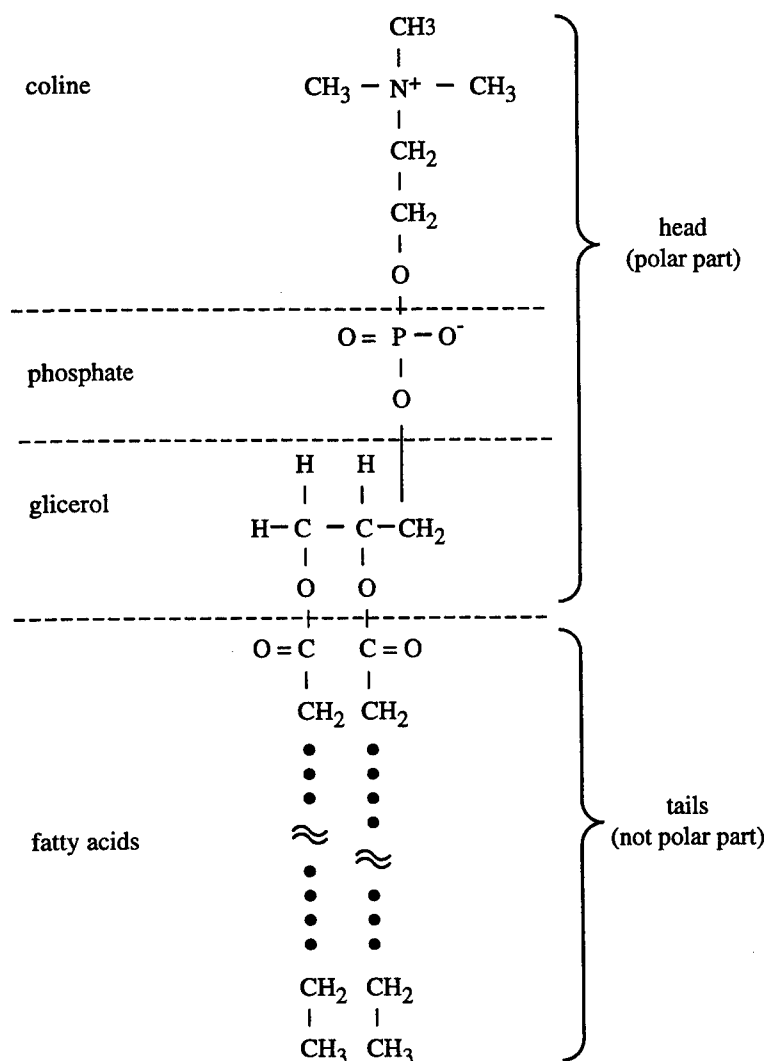 CH3
coline
CH₃ – N⁺ – CH₃
CH₂
CH₂
head
(polar part)
O
O = P – O⁻
phosphate
O
H H
glicerol
H – C – C – CH₂
O O
O = C C = O
CH₂ CH₂
tails
(not polar part)
fatty acids
CH₂ CH₂
CH₃ CH₃